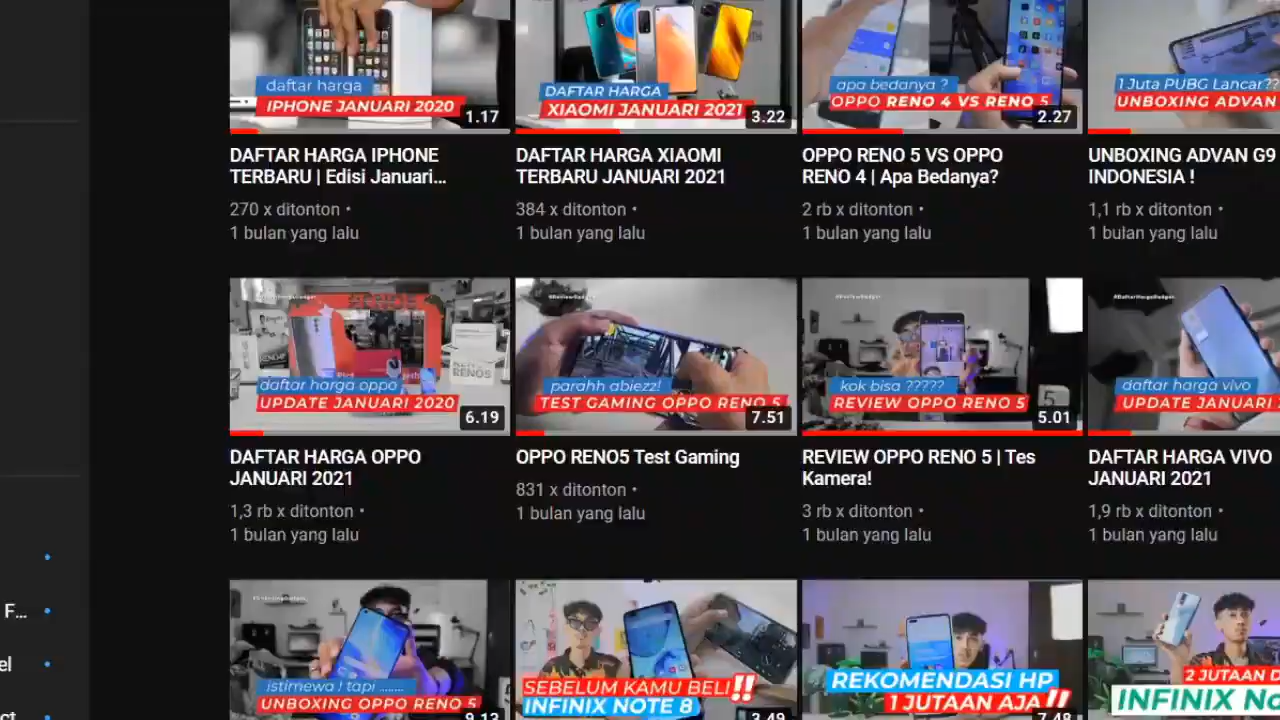 daftar harga
IPHONE JANUARI 2020
1.17
DAFTAR HARGA
XIAOMI JANUARI 2021
3.22
apa bedanya ?
OPPO RENO 4 VS RENO 5
2.27
1 Juta PUBG Lancar??
UNBOXING ADVAN
DAFTAR HARGA IPHONE
TERBARU | Edisi Januari...
270 x ditonton •
1 bulan yang lalu
DAFTAR HARGA XIAOMI
TERBARU JANUARI 2021
384 x ditonton •
1 bulan yang lalu
OPPO RENO 5 VS OPPO
RENO 4 | Apa Bedanya?
2 rb x ditonton •
1 bulan yang lalu
UNBOXING ADVAN G9
INDONESIA !
1,1 rb x ditonton •
1 bulan yang lalu
daftar harga oppo
UPDATE JANUARI 2020
6.19
parahh abiezz!
TEST GAMING OPPO RENO 5
7.51
kok bisa ?????
REVIEW OPPO RENO 5
5.01
daftar harga vivo
UPDATE JANUARI
DAFTAR HARGA OPPO
JANUARI 2021
1,3 rb x ditonton •
1 bulan yang lalu
OPPO RENO5 Test Gaming
831 x ditonton •
1 bulan yang lalu
REVIEW OPPO RENO 5 | Tes
Kamera!
3 rb x ditonton •
1 bulan yang lalu
DAFTAR HARGA VIVO
JANUARI 2021
1,9 rb x ditonton •
1 bulan yang lalu
F...
el
ct
istimewa ! tapi ........
UNBOXING OPPO RENO 5
9.13
SEBELUM KAMU BELI!!
INFINIX NOTE 8
3.49
REKOMENDASI HP
1 JUTAAN AJA!!
7.48
2 JUTAAN D
INFINIX NO